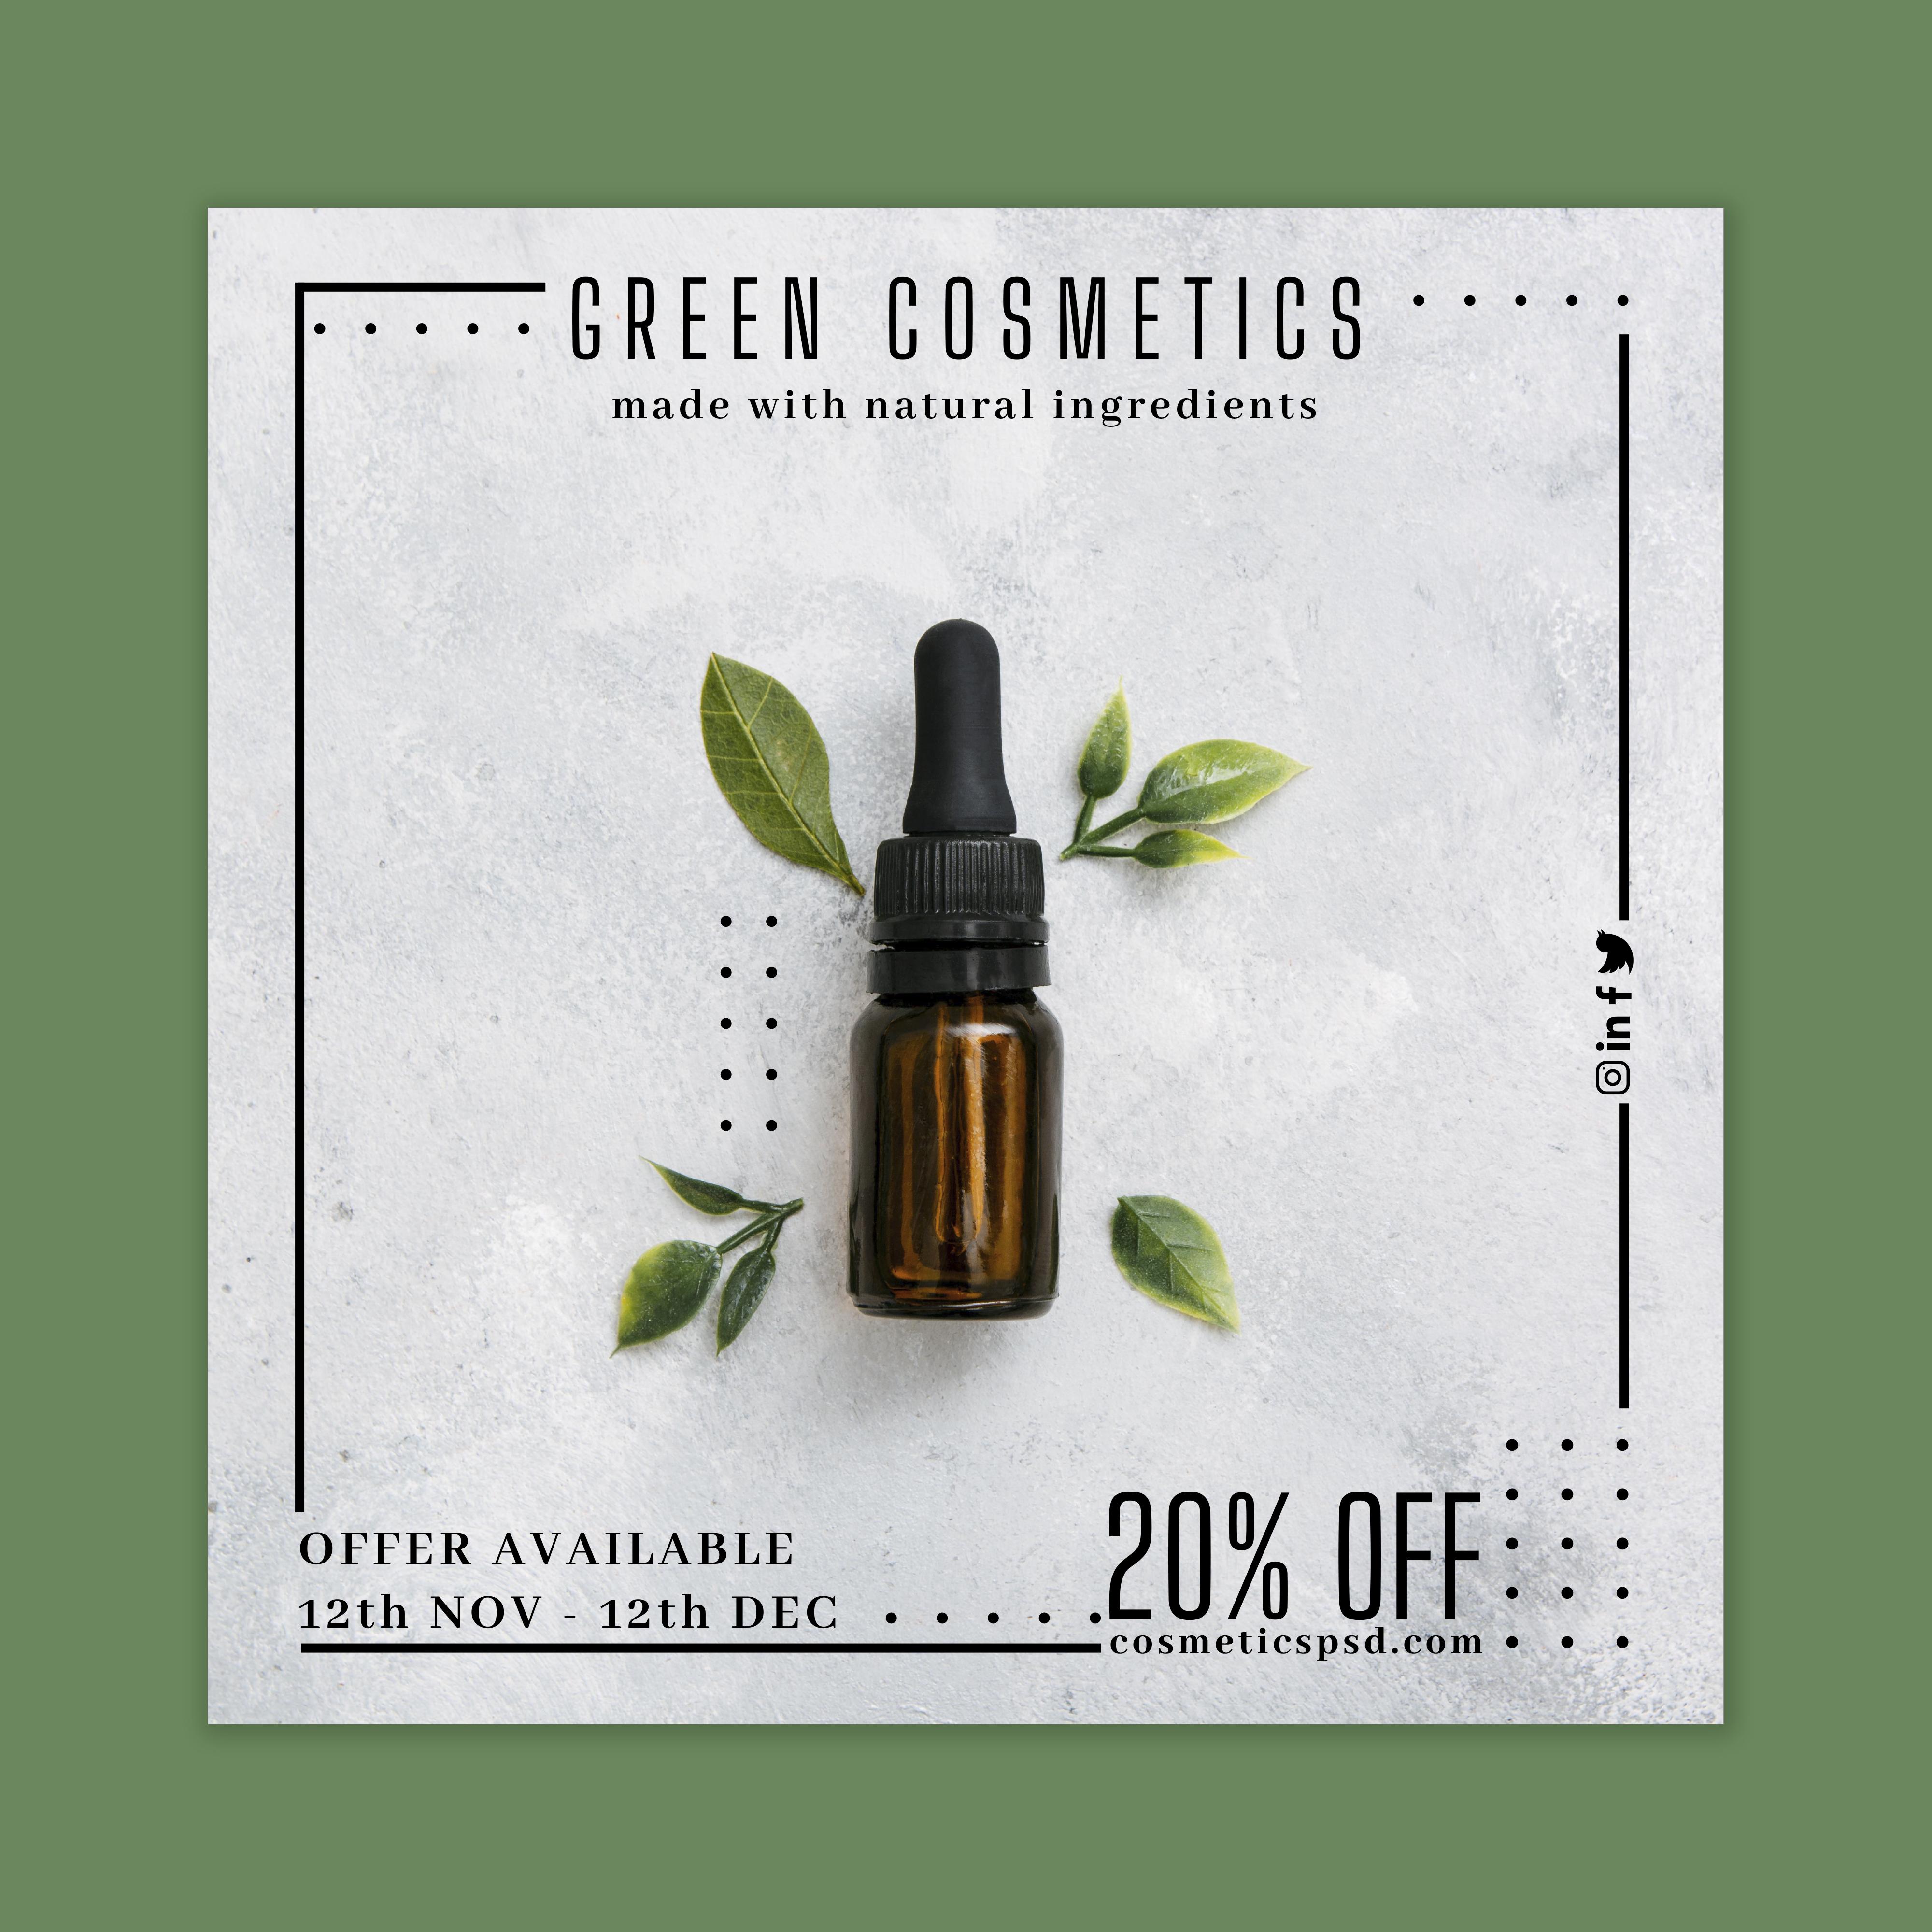 GREEN COSMETICS
made with natural ingredients
OFFER AVAILABLE
12th NOV - 12th DEC
20% OFF
cosmeticspsd.com